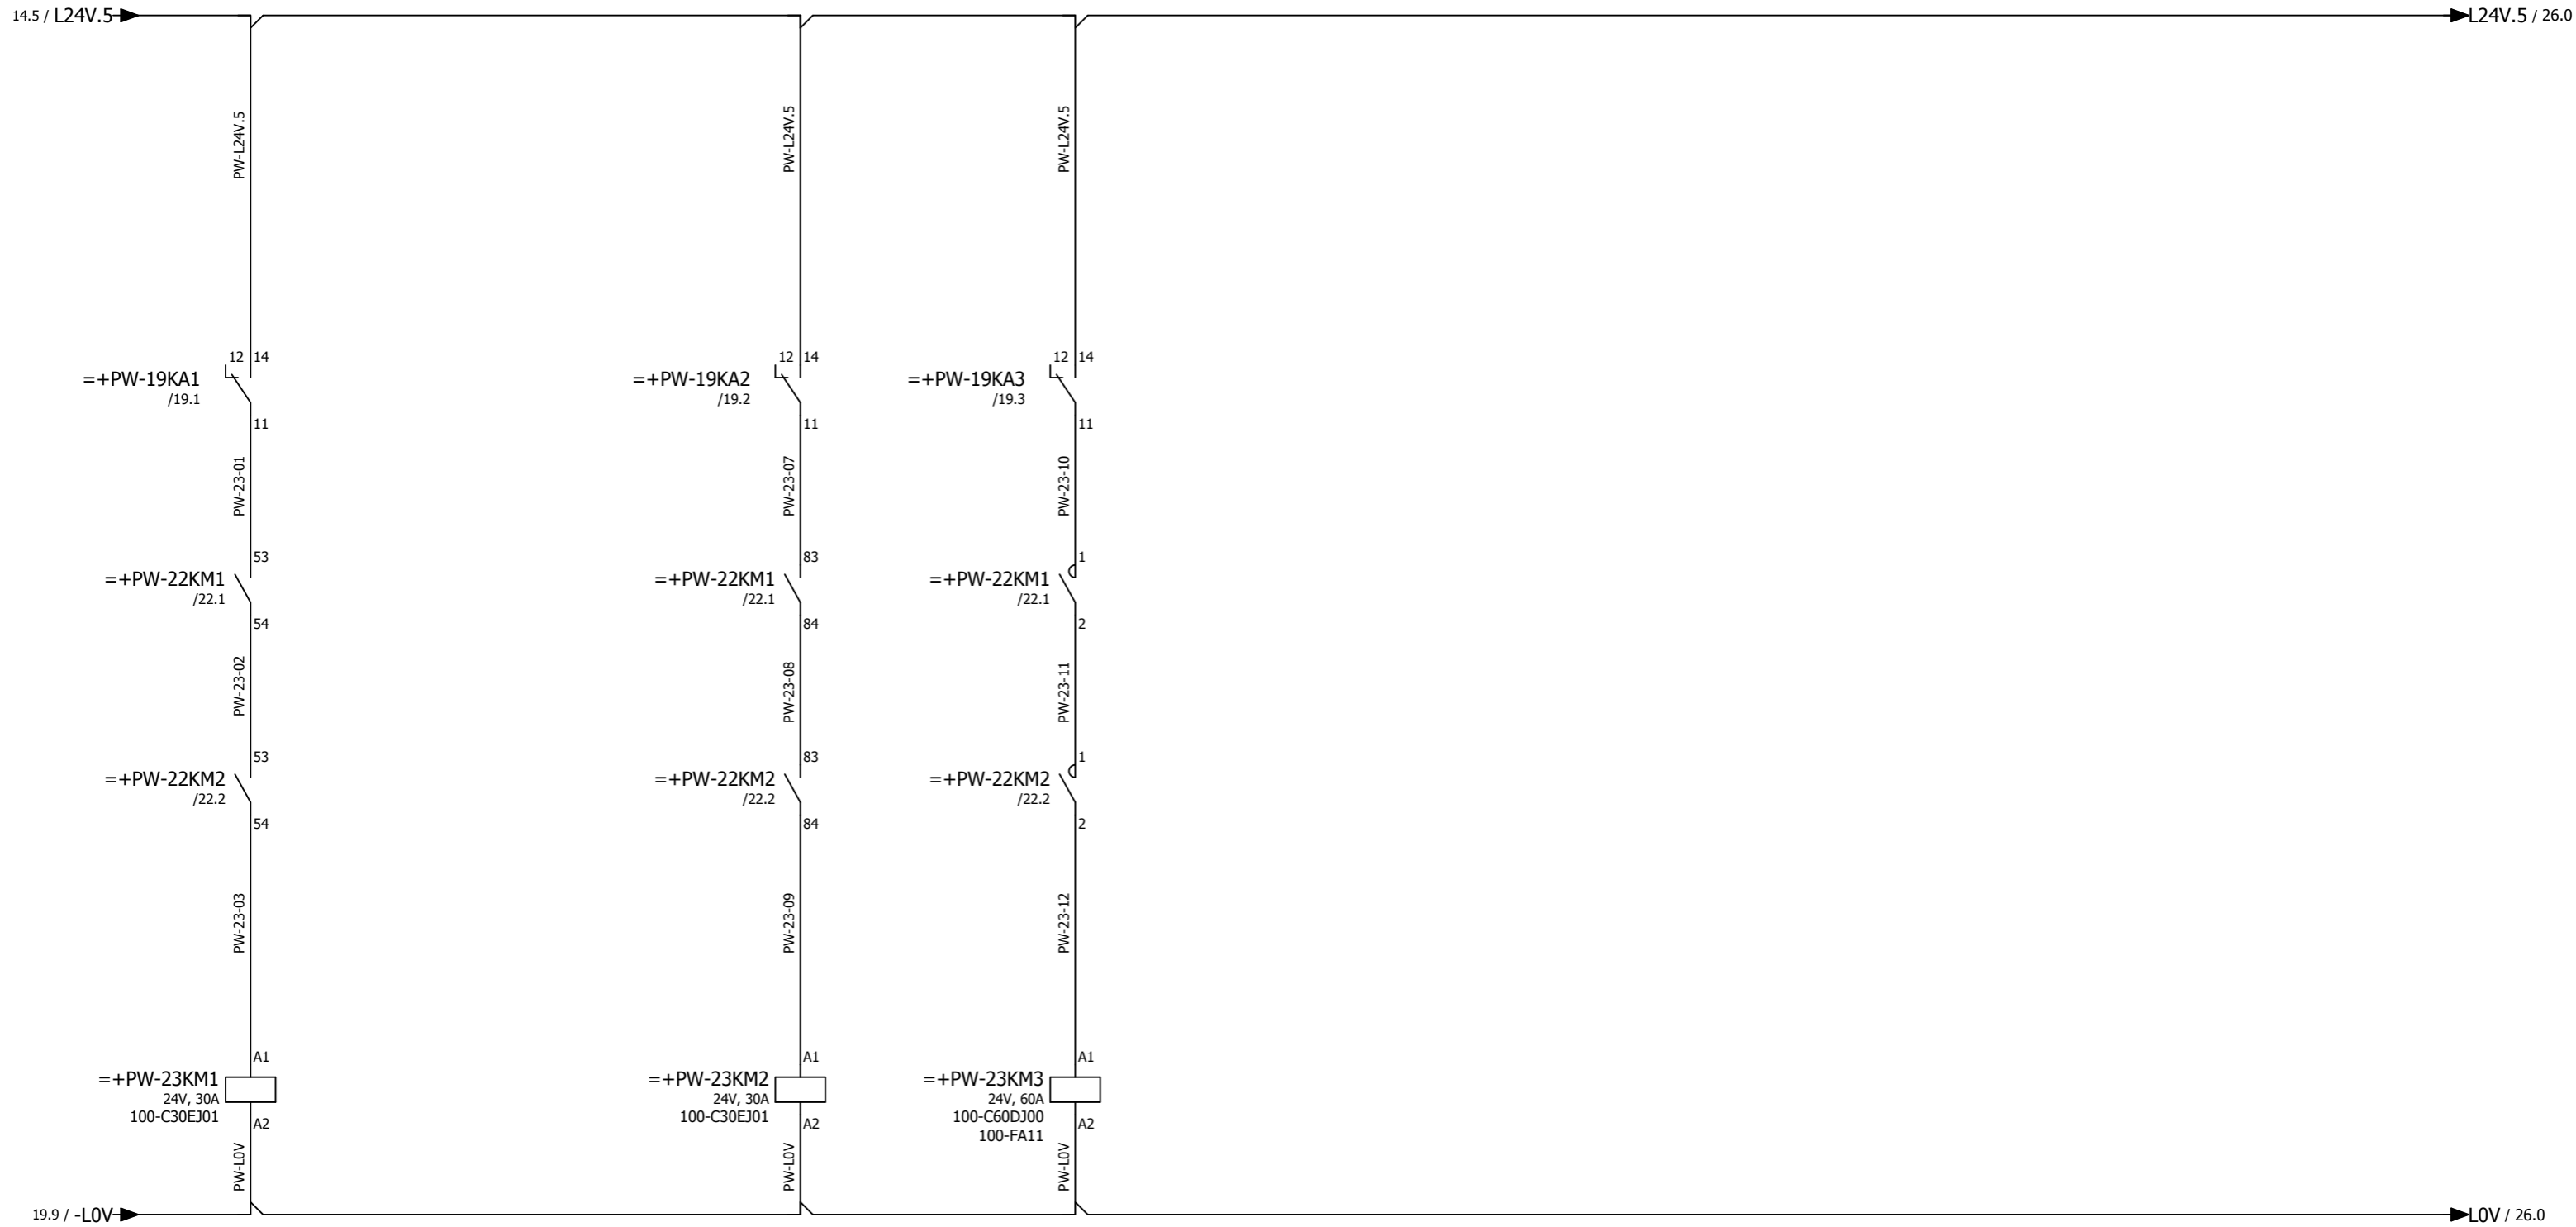 14.5 / L24V.5
L24V.5 / 26.0
PW-L24V.5
PW-L24V.5
PW-L24V.5
12 14
=+PW-19KA1
/19.1
11
12 14
=+PW-19KA2
/19.2
11
12 14
=+PW-19KA3
/19.3
11
PW-23-01
PW-23-07
PW-23-10
53
=+PW-22KM1
/22.1
54
83
=+PW-22KM1
/22.1
84
1
=+PW-22KM1
/22.1
2
PW-23-02
PW-23-08
PW-23-11
53
=+PW-22KM2
/22.2
54
83
=+PW-22KM2
/22.2
84
1
=+PW-22KM2
/22.2
2
PW-23-03
PW-23-09
PW-23-12
A1
=+PW-23KM1
24V, 30A
100-C30EJ01
A2
A1
=+PW-23KM2
24V, 30A
100-C30EJ01
A2
A1
=+PW-23KM3
24V, 60A
100-C60DJ00
100-FA11
A2
PW-L0V
PW-L0V
PW-L0V
19.9 / -L0V
L0V / 26.0